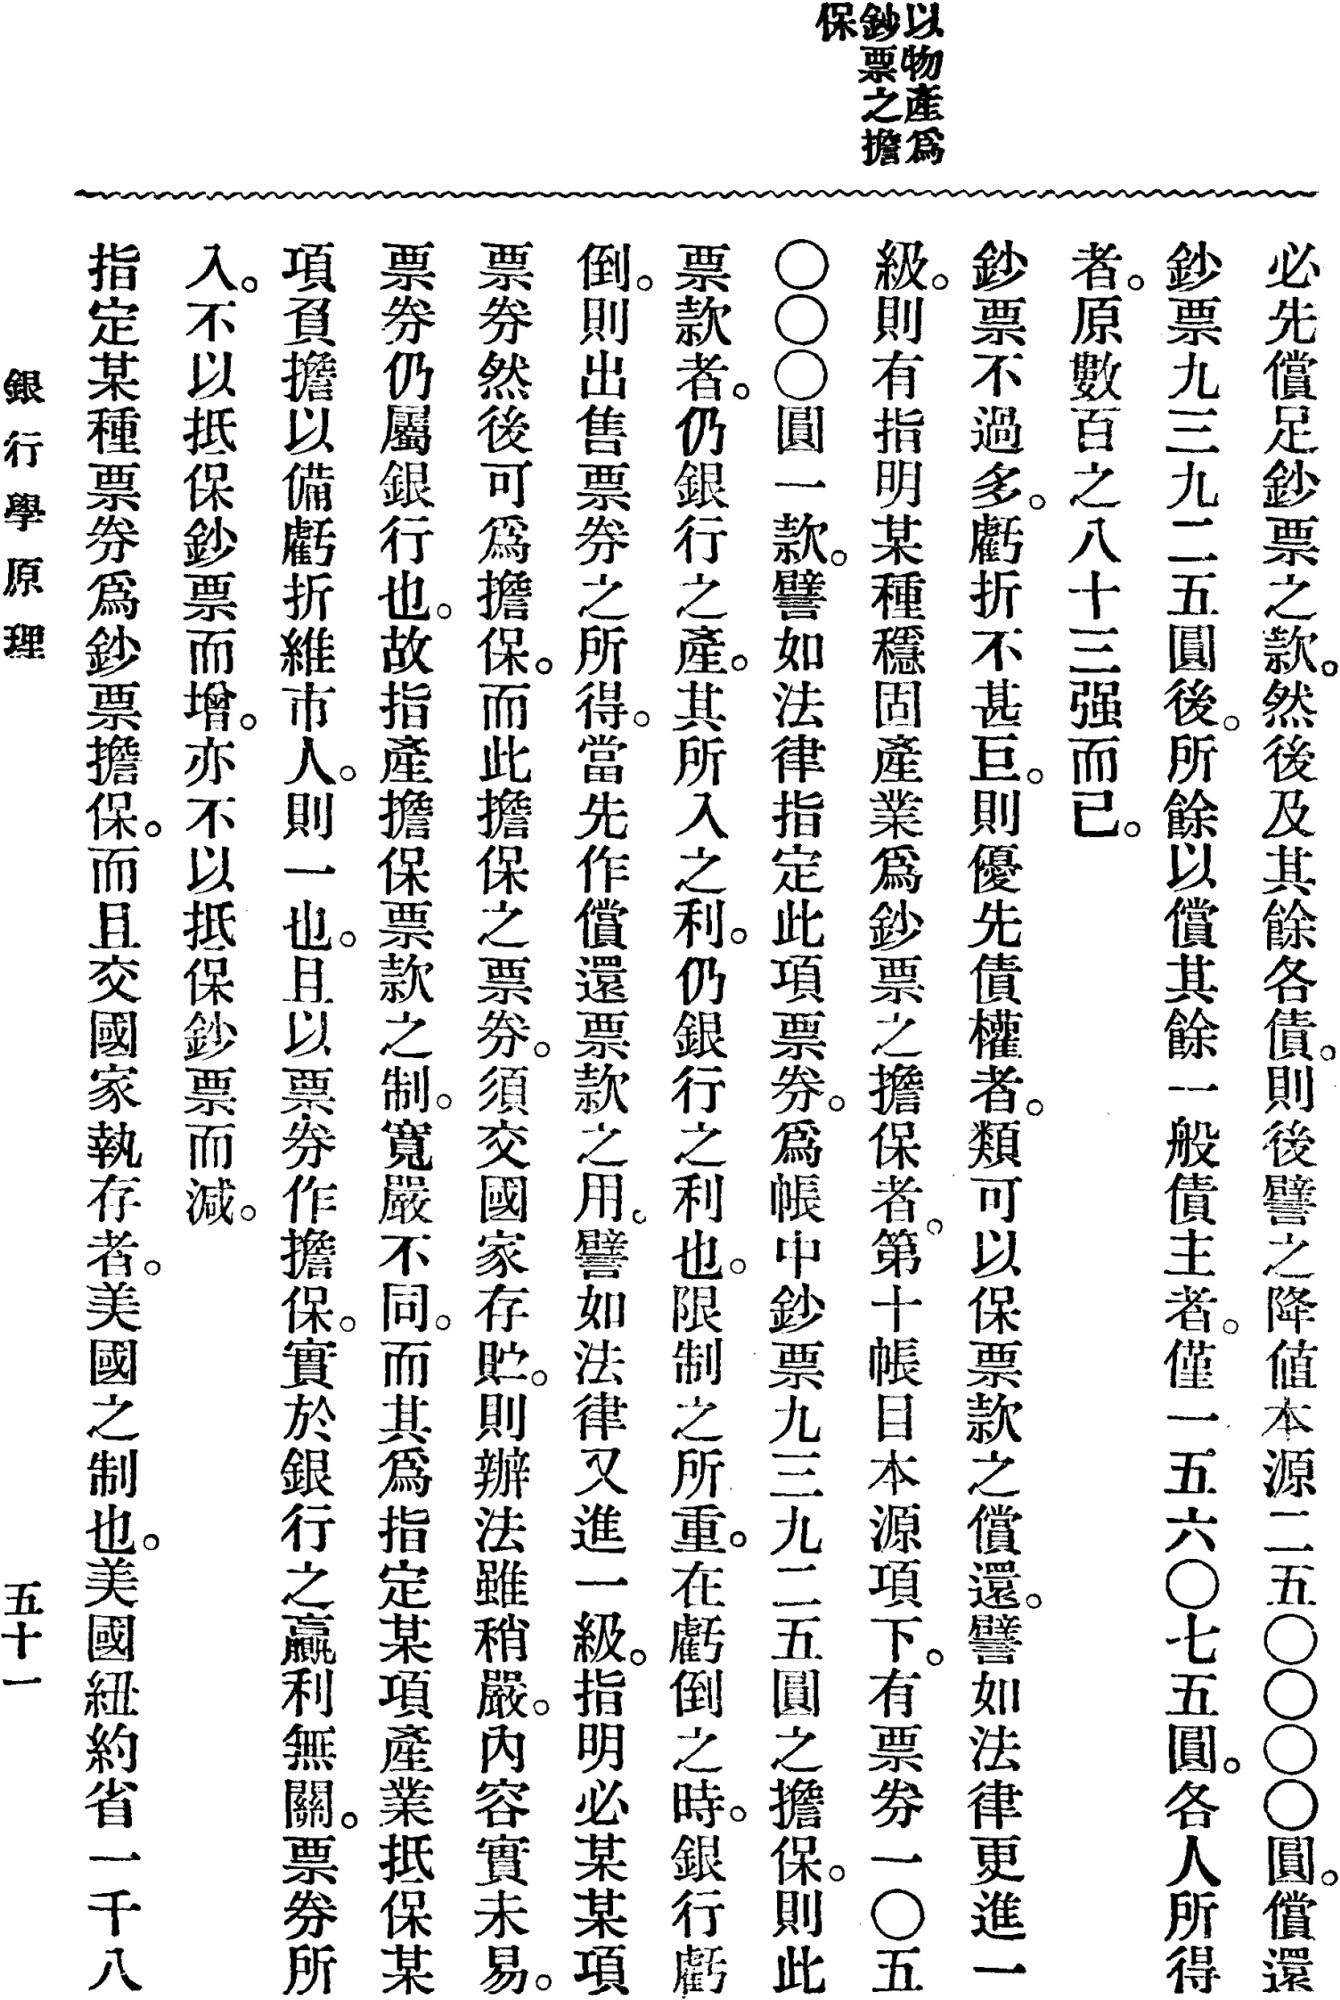 以物產爲
鈔票之擔
保
必先償足鈔票之款。然後及其餘各債。則後譬之降値本源二五〇〇〇〇圓。償還
鈔票九三九二五圓後。所餘以償其餘一般債主者。僅一五六〇七五圓。各人所得
者。原數百之八十三强而已。
鈔票不過多。虧折不甚巨。則優先債權者。類可以保票款之償還。譬如法律更進一
級。則有指明某種穩固產業爲鈔票之擔保者。第十帳目本源項下。有票券一〇五
〇〇〇圓一款。譬如法律指定此項票券。爲帳中鈔票九三九二五圓之擔保。則此
票款者。仍銀行之產。其所入之利。仍銀行之利也。限制之所重。在虧倒之時。銀行虧
倒。則出售票券之所得。當先作償還票款之用。譬如法律又進一級。指明必某某項
票券然後可爲擔保。而此擔保之票券。須交國家存貯。則辦法雖稍嚴。內容實未易。
票券仍屬銀行也。故指產擔保票款之制。寬嚴不同。而其爲指定某項產業抵保某
項負擔以備虧折維市人。則一也。且以票券作擔保。實於銀行之贏利無關。票券所
入。不以抵保鈔票而增。亦不以抵保鈔票而減。
指定某種票券爲鈔票擔保。而且交國家執存者。美國之制也。美國紐約省一千八
銀行學原理
五十一